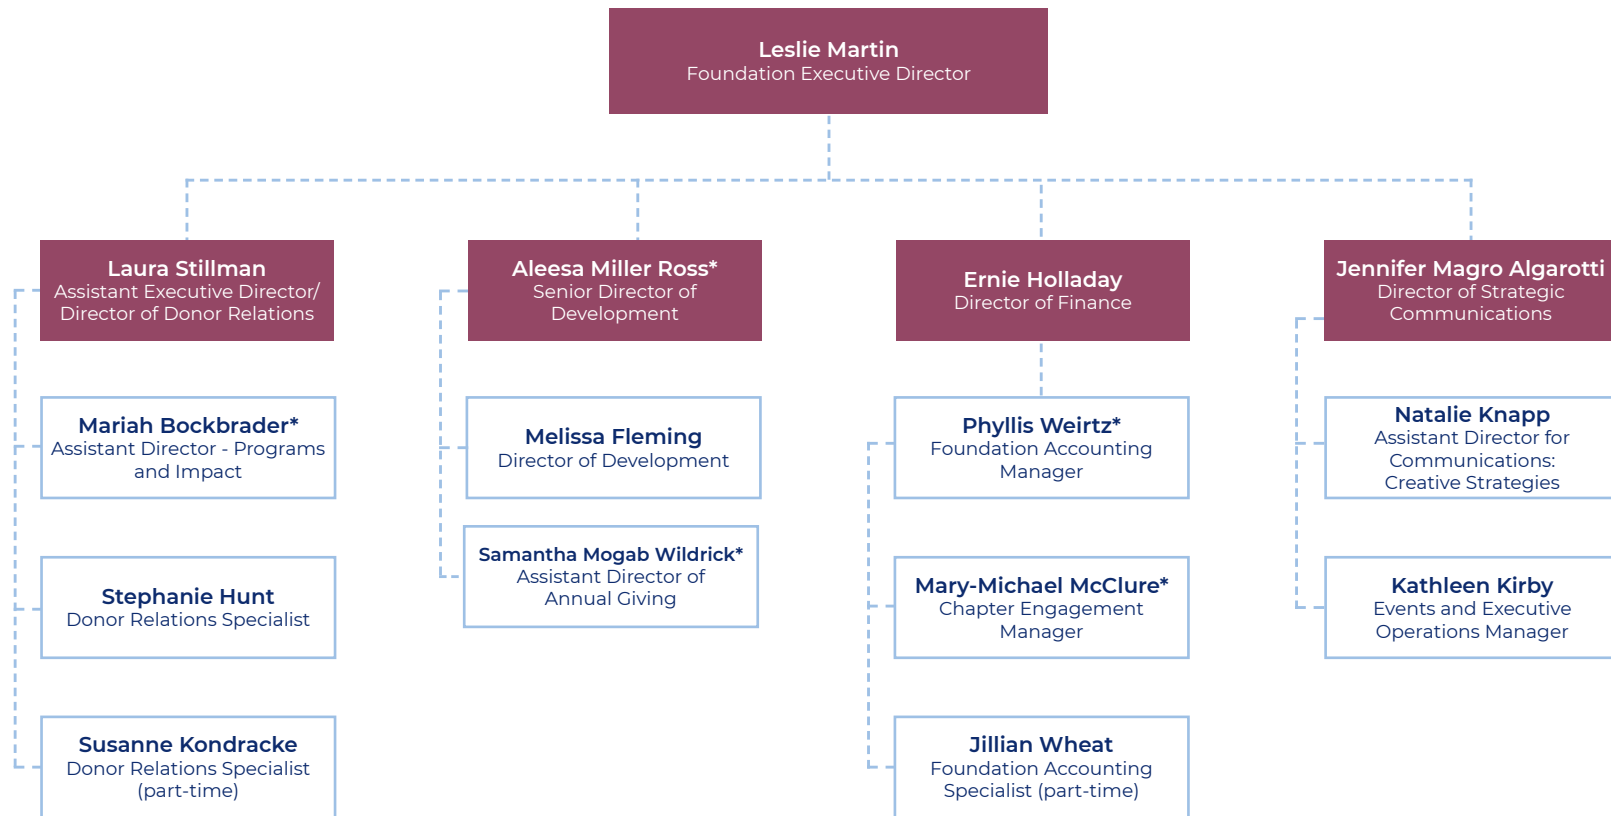 Leslie Martin
Foundation Executive Director
Laura Stillman
Assistant Executive Director/
Director of Donor Relations
Mariah Bockbrader*
Assistant Director - Programs
and Impact
Stephanie Hunt
Donor Relations Specialist
Susanne Kondracke
Donor Relations Specialist
(part-time)
Aleesa Miller Ross*
Senior Director of
Development
Melissa Fleming
Director of Development
Samantha Mogab Wildrick*
Assistant Director of
Annual Giving
Ernie Holladay
Director of Finance
Phyllis Weirtz*
Foundation Accounting
Manager
Mary-Michael McClure*
Chapter Engagement
Manager
Jillian Wheat
Foundation Accounting
Specialist (part-time)
Jennifer Magro Algarotti
Director of Strategic
Communications
Natalie Knapp
Assistant Director for
Communications:
Creative Strategies
Kathleen Kirby
Events and Executive
Operations Manager